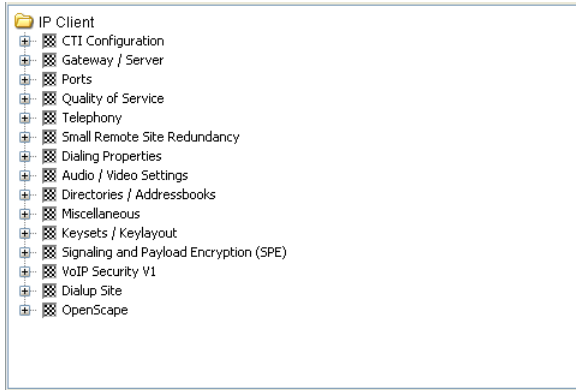 IP Client
CTI Configuration
Gateway / Server
Ports
Quality of Service
Telephony
Small Remote Site Redundancy
Dialing Properties
Audio / Video Settings
Directories / Addressbooks
Miscellaneous
Keysets / Keylayout
Signaling and Payload Encryption (SPE)
VoIP Security V1
Dialup Site
OpenScape